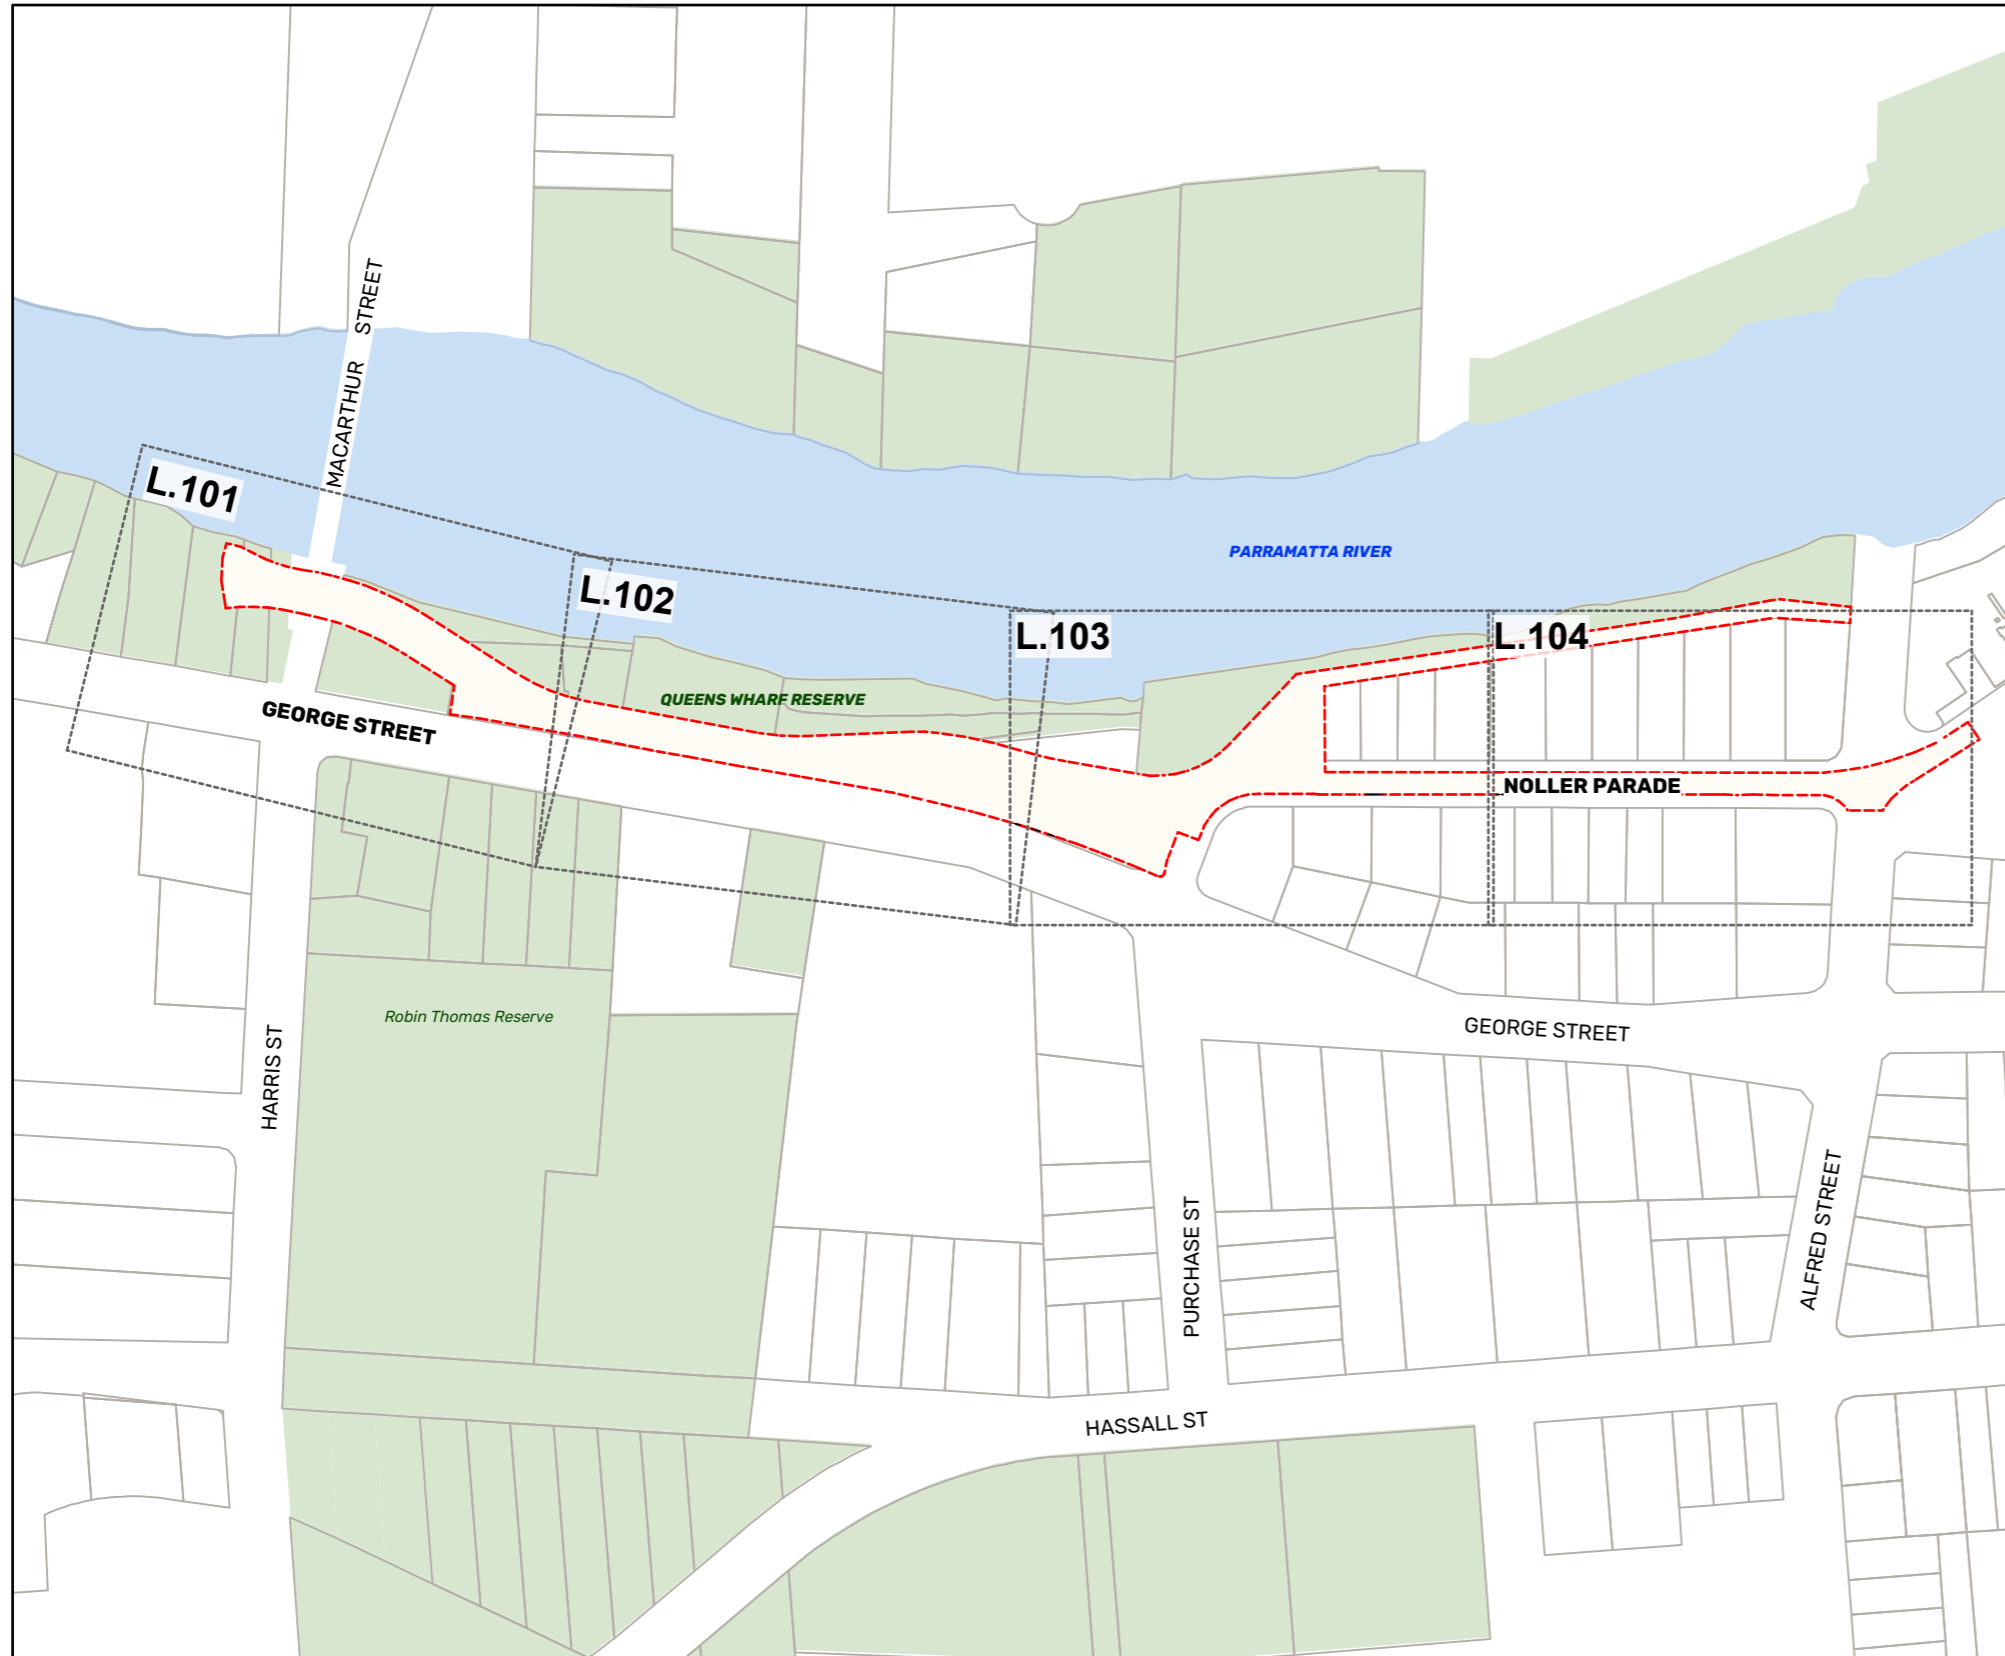 MACARTHUR STREET
L.101
PARRAMATTA RIVER
L.102
L.103
L.104
QUEENS WHARF RESERVE
GEORGE STREET
NOLLER PARADE
Robin Thomas Reserve
GEORGE STREET
HARRIS ST
PURCHASE ST
ALFRED STREET
HASSALL ST